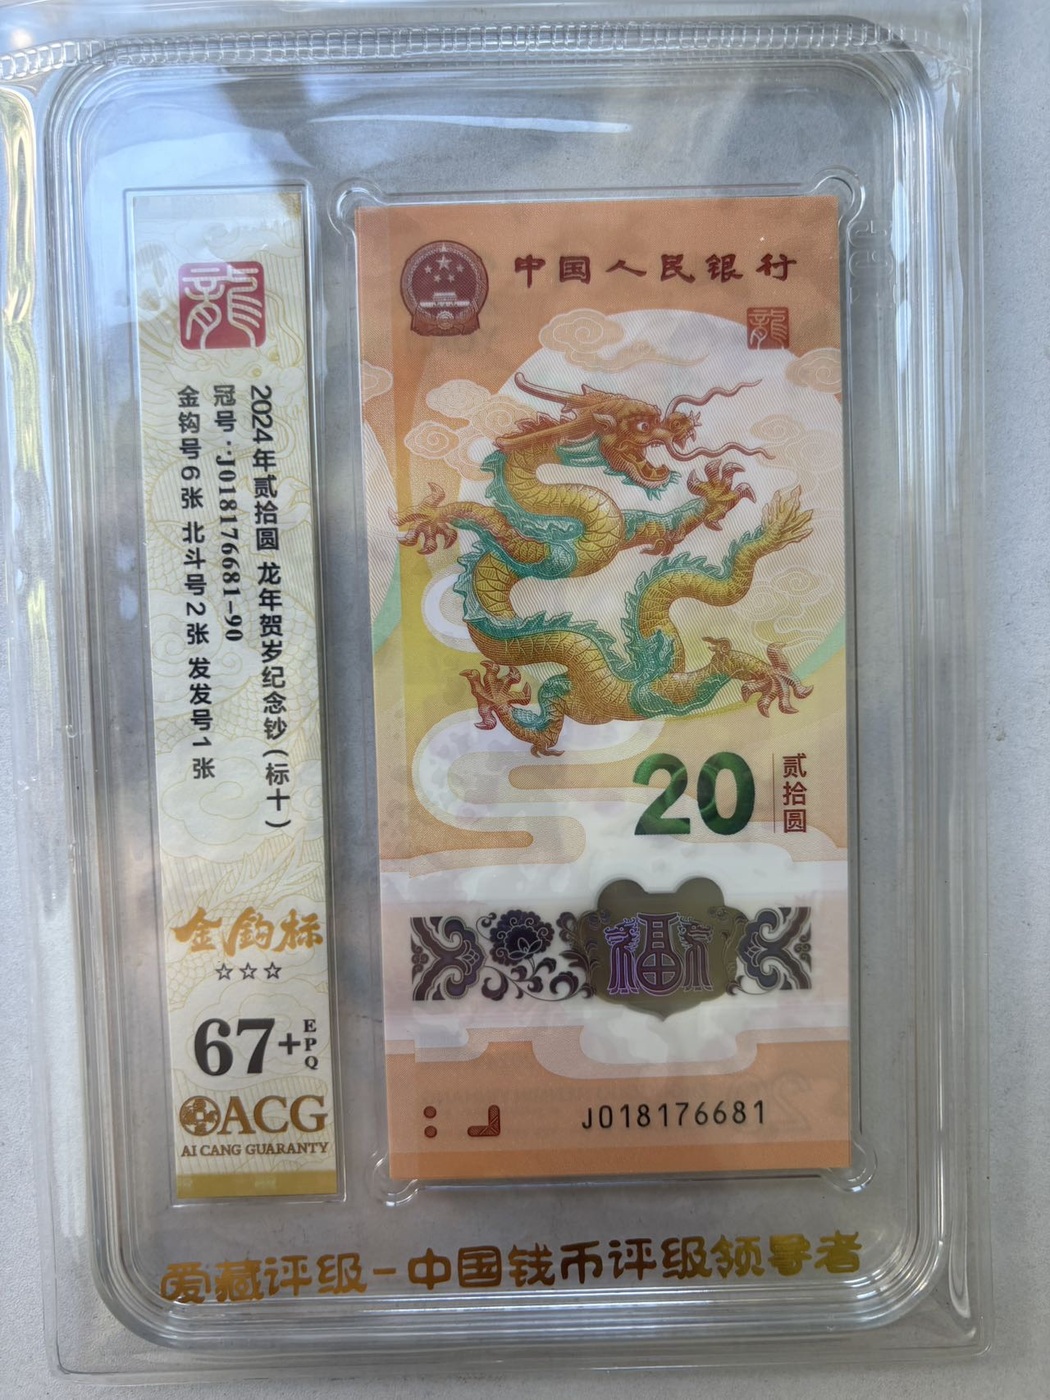 龍
2024年贰拾圆 龙年贺岁纪念钞(标十)
冠号·J018176681-90
金钩号6张 北斗号2张 发发号1张
金钩标
☆☆☆
67+EPQ
ACG
AI CANG GUARANTY
中国人民银行
龍
20
贰拾圆
福
J018176681
爱藏评级-中国钱币评级领导者